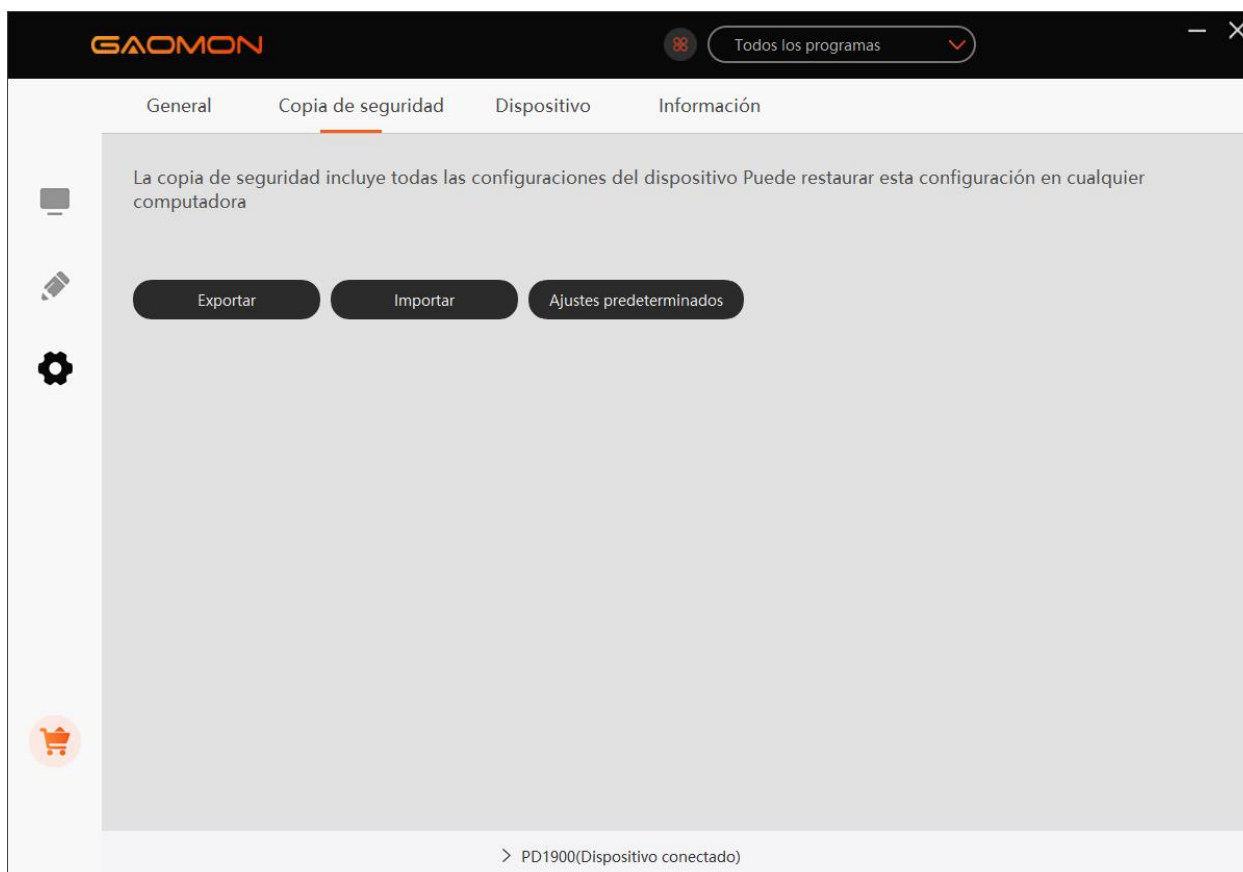 GAOMON
Todos los programas
General
Copia de seguridad
Dispositivo
Información
La copia de seguridad incluye todas las configuraciones del dispositivo Puede restaurar esta configuración en cualquier
computadora
Exportar
Importar
Ajustes predeterminados
PD1900(Dispositivo conectado)